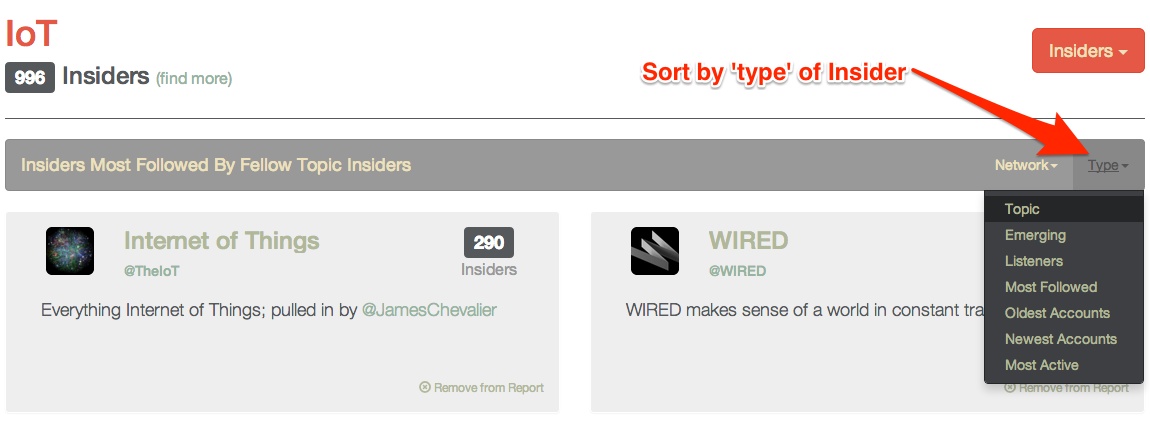 IoT
996 Insiders (find more)
Insiders
Sort by 'type' of Insider
Insiders Most Followed By Fellow Topic Insiders
Network
Type
Topic
Emerging
Listeners
Most Followed
Oldest Accounts
Newest Accounts
Most Active
Internet of Things
@TheIoT
290
Insiders
Everything Internet of Things; pulled in by @JamesChevalier
Remove from Report
WIRED
@WIRED
WIRED makes sense of a world in constant tra
Remove from Report